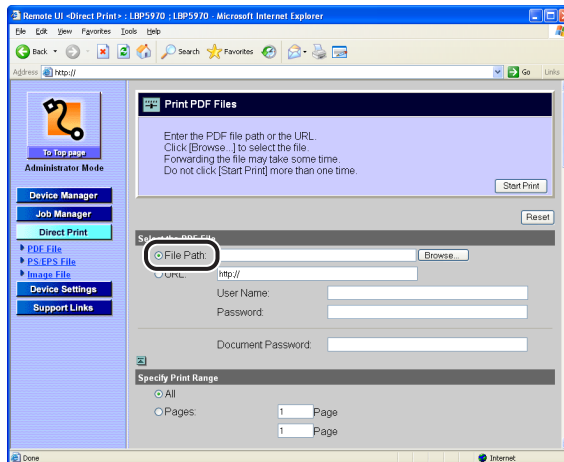 Remote UI <Direct Print> : LBP5970 ; LBP5970 - Microsoft Internet Explorer
File Edit View Favorites Tools Help
Back Search Favorites
Address http:// Go Links
To Top page
Administrator Mode
Device Manager
Job Manager
Direct Print
PDF File
PS/EPS File
Image File
Device Settings
Support Links
Print PDF Files
Enter the PDF file path or the URL.
Click [Browse...] to select the file.
Forwarding the file may take some time.
Do not click [Start Print] more than one time.
Start Print
Reset
Select the PDF File
File Path: Browse...
URL: http://
User Name:
Password:
Document Password:
Specify Print Range
All
Pages: 1 Page
1 Page
Done Internet